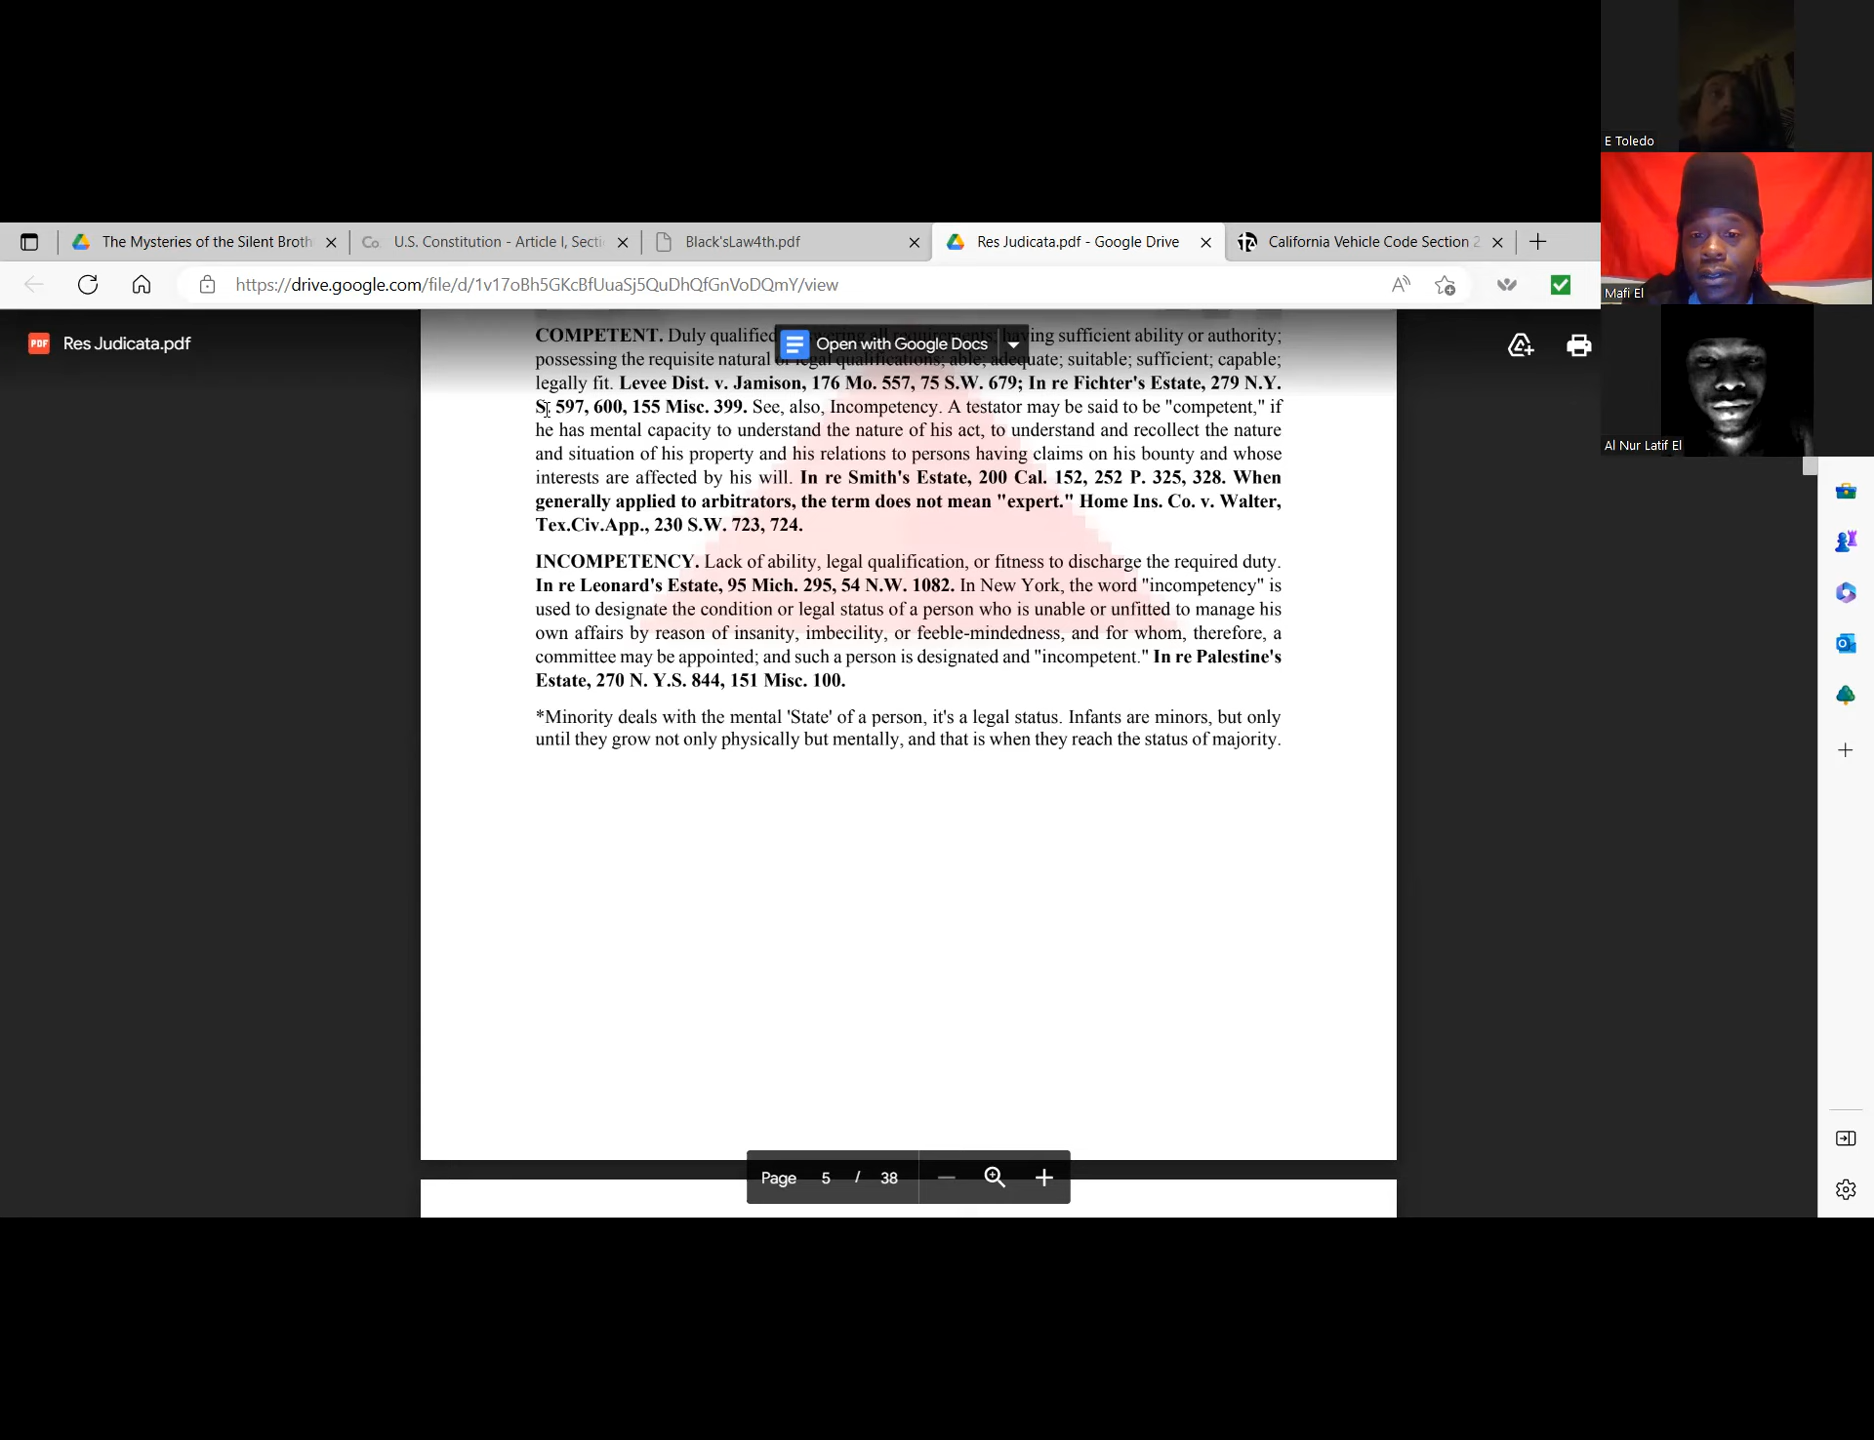 E Toledo
Mafi El
Al Nur Latif El
The Mysteries of the Silent Broth
U.S. Constitution - Article I, Secti
Black'sLaw4th.pdf
Res Judicata.pdf - Google Drive
California Vehicle Code Section 2
https://drive.google.com/file/d/1v17oBh5GKcBfUuaSj5QuDhQfGnVoDQmY/view
Res Judicata.pdf
Open with Google Docs
COMPETENT. Duly qualified; answering all requirements; having sufficient ability or authority;
possessing the requisite natural or legal qualifications; able; adequate; suitable; sufficient; capable;
legally fit. Levee Dist. v. Jamison, 176 Mo. 557, 75 S.W. 679; In re Fichter's Estate, 279 N.Y.
S. 597, 600, 155 Misc. 399. See, also, Incompetency. A testator may be said to be "competent," if
he has mental capacity to understand the nature of his act, to understand and recollect the nature
and situation of his property and his relations to persons having claims on his bounty and whose
interests are affected by his will. In re Smith's Estate, 200 Cal. 152, 252 P. 325, 328. When
generally applied to arbitrators, the term does not mean "expert." Home Ins. Co. v. Walter,
Tex.Civ.App., 230 S.W. 723, 724.
INCOMPETENCY. Lack of ability, legal qualification, or fitness to discharge the required duty.
In re Leonard's Estate, 95 Mich. 295, 54 N.W. 1082. In New York, the word "incompetency" is
used to designate the condition or legal status of a person who is unable or unfitted to manage his
own affairs by reason of insanity, imbecility, or feeble-mindedness, and for whom, therefore, a
committee may be appointed; and such a person is designated and "incompetent." In re Palestine's
Estate, 270 N. Y.S. 844, 151 Misc. 100.
*Minority deals with the mental 'State' of a person, it's a legal status. Infants are minors, but only
until they grow not only physically but mentally, and that is when they reach the status of majority.
Page 5 / 38